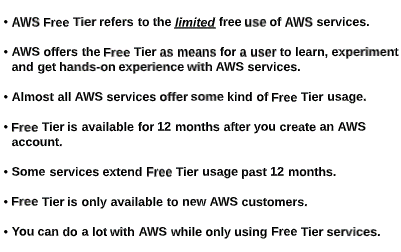 • AWS Free Tier refers to the limited free use of AWS services.
• AWS offers the Free Tier as means for a user to learn, experiment
and get hands-on experience with AWS services.
• Almost all AWS services offer some kind of Free Tier usage.
• Free Tier is available for 12 months after you create an AWS
account.
• Some services extend Free Tier usage past 12 months.
• Free Tier is only available to new AWS customers.
• You can do a lot with AWS while only using Free Tier services.